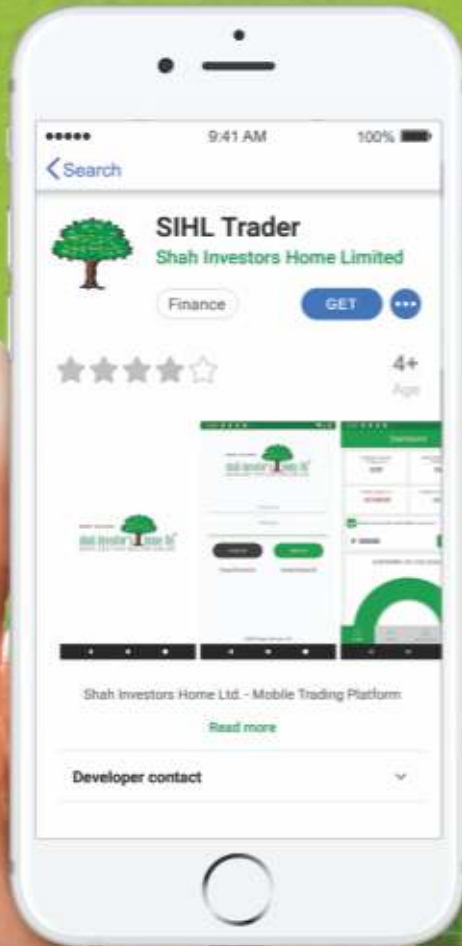 9:41 AM 100%
Search
SIHL Trader
Shah Investors Home Limited
Finance GET
4+
Age
Dashboard
Shah Investors Home Ltd. - Mobile Trading Platform
Read more
Developer contact